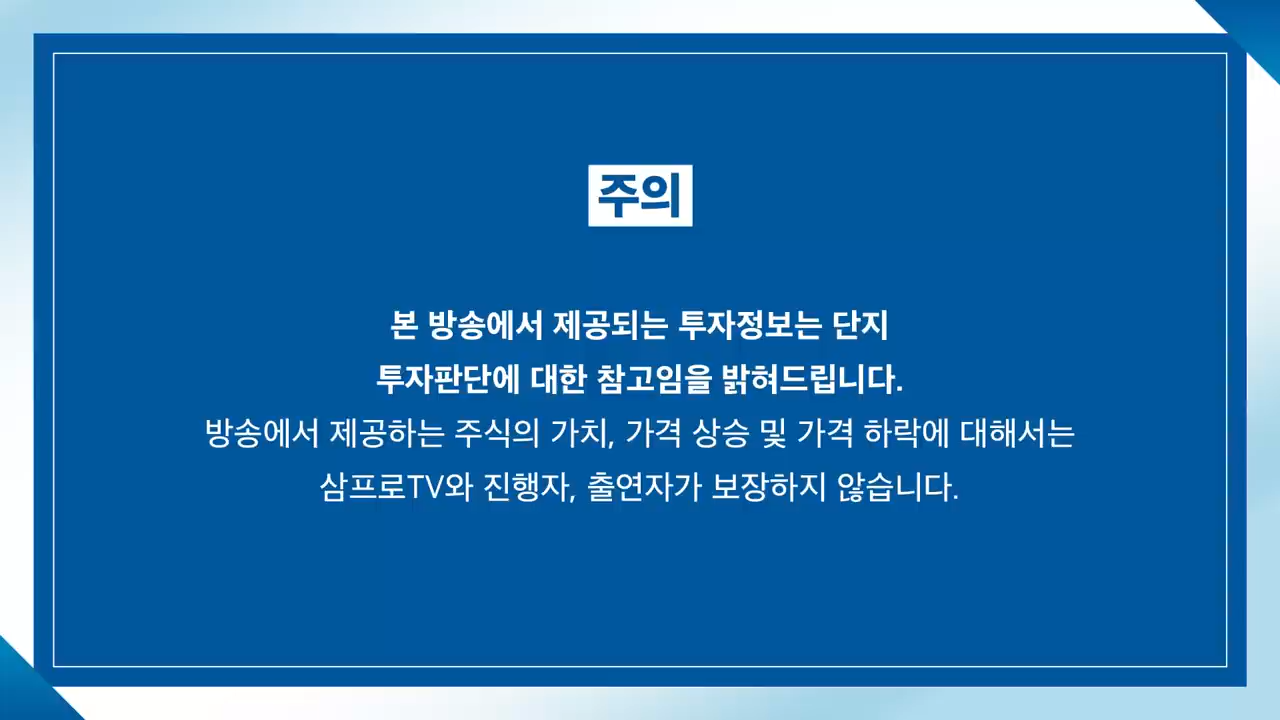 주의
본 방송에서 제공되는 투자정보는 단지
투자판단에 대한 참고임을 밝혀드립니다.
방송에서 제공하는 주식의 가치, 가격 상승 및 가격 하락에 대해서는
삼프로TV와 진행자, 출연자가 보장하지 않습니다.